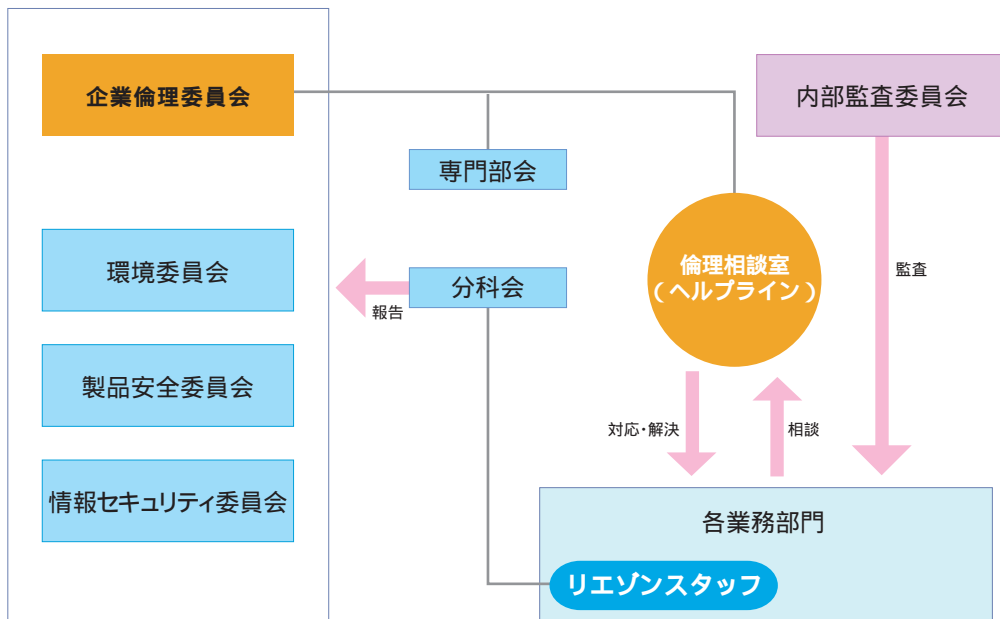 企業倫理委員会
内部監査委員会
専門部会
環境委員会
分科会
報告
倫理相談室
(ヘルプライン)
監査
製品安全委員会
対応・解決
相談
情報セキュリティ委員会
各業務部門
リエゾンスタッフ